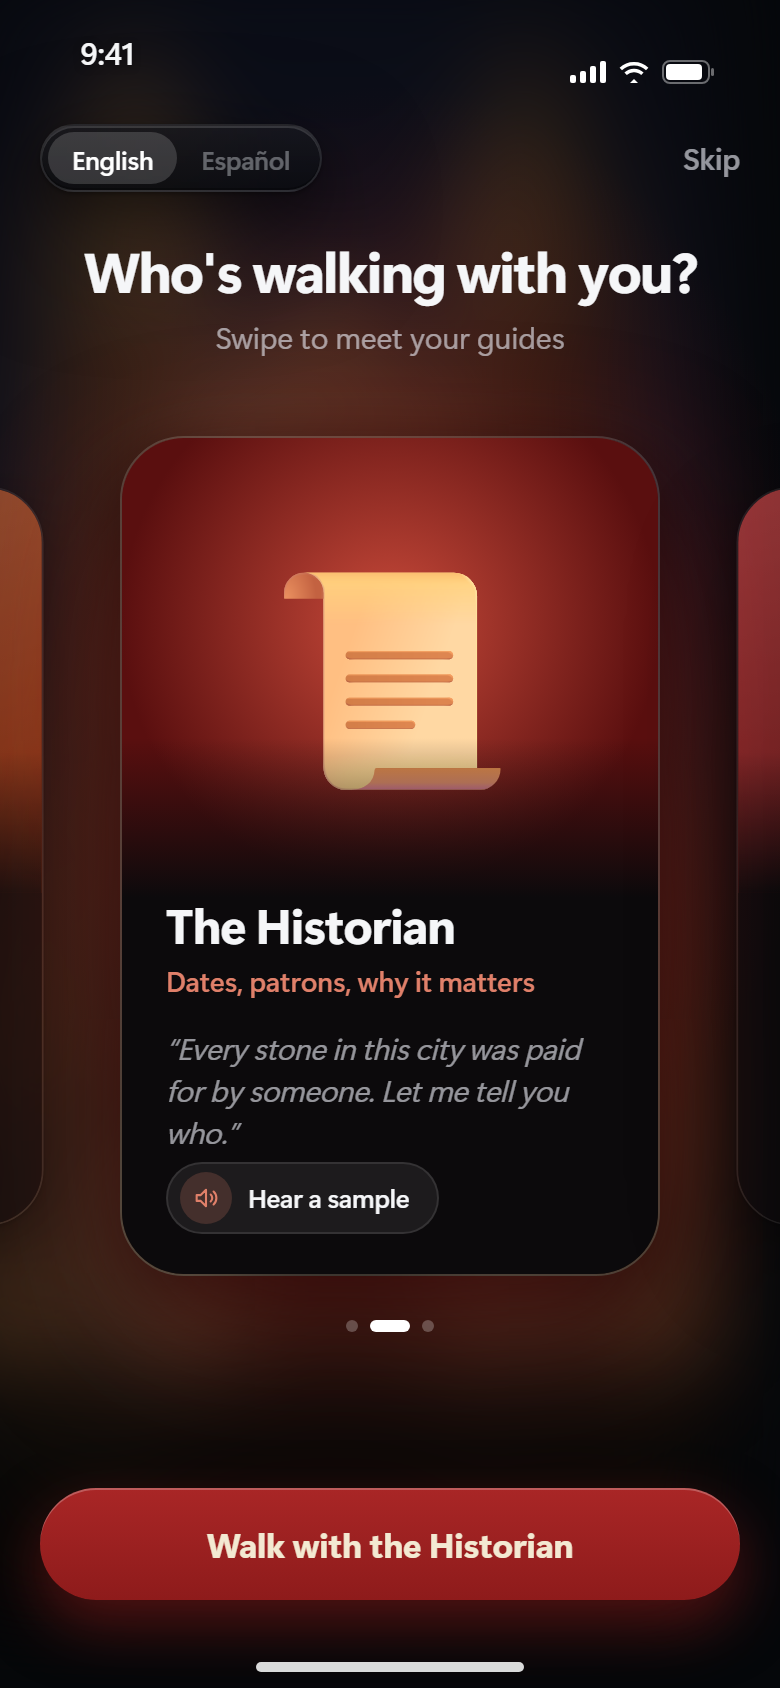 9:41
English
Español
Skip
Who's walking with you?
Swipe to meet your guides
The Historian
Dates, patrons, why it matters
“Every stone in this city was paid
for by someone. Let me tell you
who.”
Hear a sample
Walk with the Historian